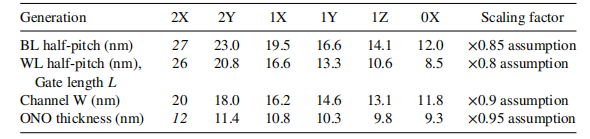 Generation 2X 2Y 1X 1Y 1Z 0X Scaling factor
BL half-pitch (nm) 27 23.0 19.5 16.6 14.1 12.0 ×0.85 assumption
WL half-pitch (nm), 26 20.8 16.6 13.3 10.6 8.5 ×0.8 assumption
Gate length L
Channel W (nm) 20 18.0 16.2 14.6 13.1 11.8 ×0.9 assumption
ONO thickness (nm) 12 11.4 10.8 10.3 9.8 9.3 ×0.95 assumption